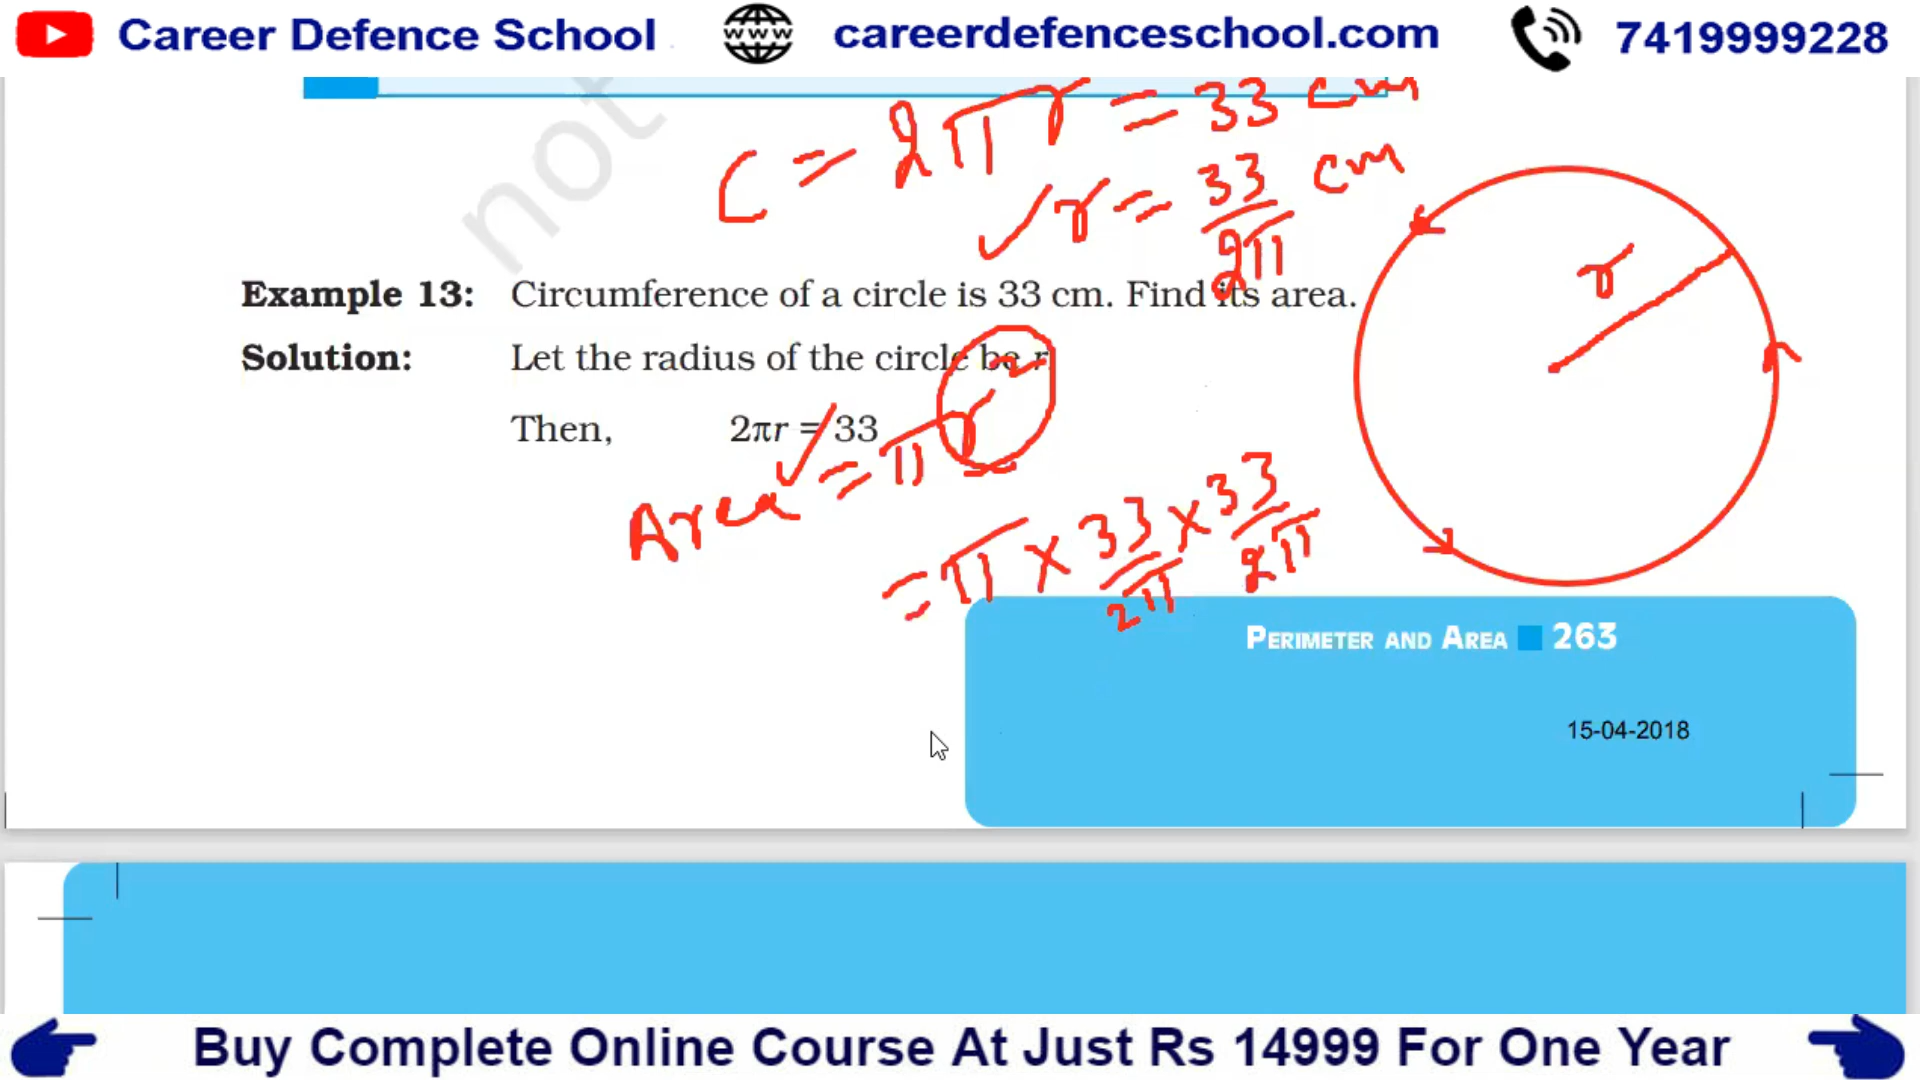 Career Defence School
www
careerdefenceschool.com
7419999228
not
C = 2πr = 33 cm
✓ r = 33/2π cm
Example 13: Circumference of a circle is 33 cm. Find its area.
r
Solution: Let the radius of the circle be r
Then, 2πr = 33
Area = πr²
= π × 33/2π × 33/2π
PERIMETER AND AREA 263
15-04-2018
Buy Complete Online Course At Just Rs 14999 For One Year